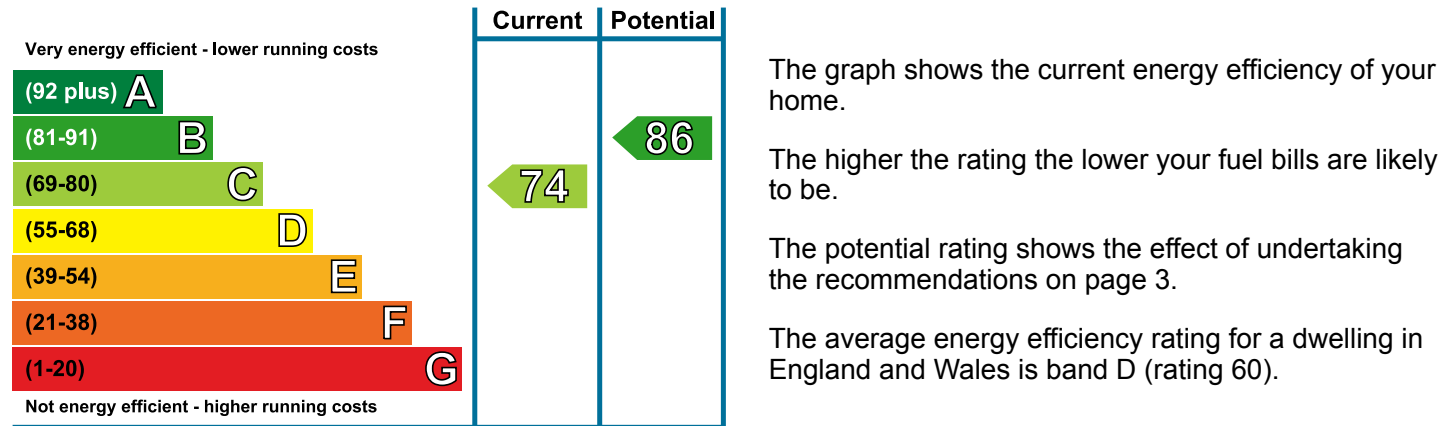 Current Potential
Very energy efficient - lower running costs
(92 plus) A
(81-91) B
86
(69-80) C
74
(55-68) D
(39-54) E
(21-38) F
(1-20) G
Not energy efficient - higher running costs
The graph shows the current energy efficiency of your
home.
The higher the rating the lower your fuel bills are likely
to be.
The potential rating shows the effect of undertaking
the recommendations on page 3.
The average energy efficiency rating for a dwelling in
England and Wales is band D (rating 60).